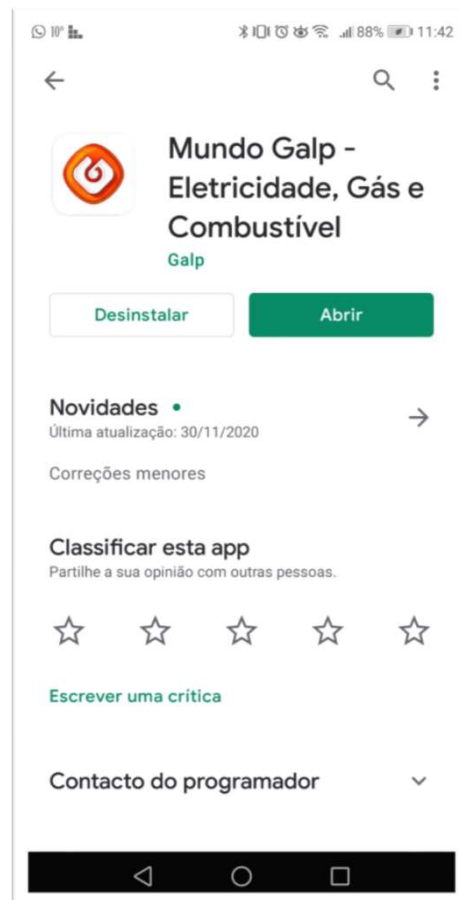 10° 88% 11:42
Mundo Galp -
Eletricidade, Gás e
Combustível
Galp
Desinstalar Abrir
Novidades •
Última atualização: 30/11/2020
Correções menores
Classificar esta app
Partilhe a sua opinião com outras pessoas.
Escrever uma crítica
Contacto do programador